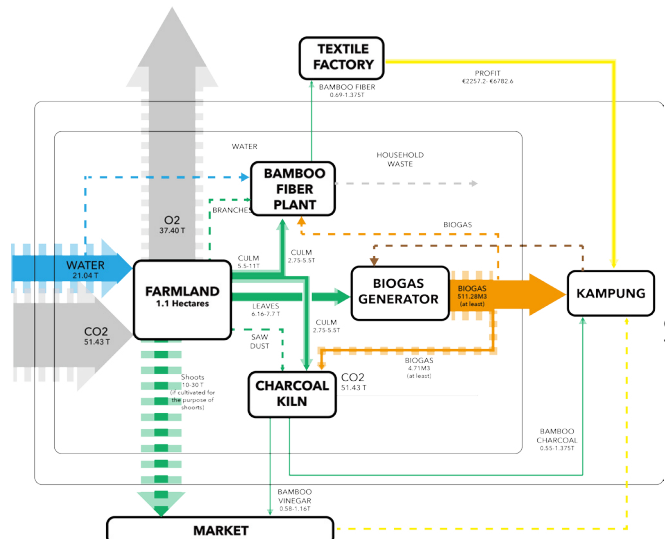 TEXTILE
FACTORY
PROFIT
€2257.2- €6782.6
BAMBOO FIBER
0.69-1.375T
WATER
HOUSEHOLD
WASTE
BAMBOO
FIBER
PLANT
BRANCHES
O2
37.40 T
BIOGAS
CULM
5.5-11T
CULM
2.75-5.5T
WATER
21.04 T
FARMLAND
1.1 Hectares
BIOGAS
GENERATOR
BIOGAS
511.28M3
(at least)
KAMPUNG
LEAVES
6.16-7.7 T
CO2
51.43 T
CULM
2.75-5.5T
SAW
DUST
BIOGAS
4.71M3
(at least)
Shoots
10-30 T
(if cultivated for
the purpose of
shoorts)
CHARCOAL
KILN
CO2
51.43 T
BAMBOO
CHARCOAL
0.55-1.375T
BAMBOO
VINEGAR
0.58-1.16T
MARKET